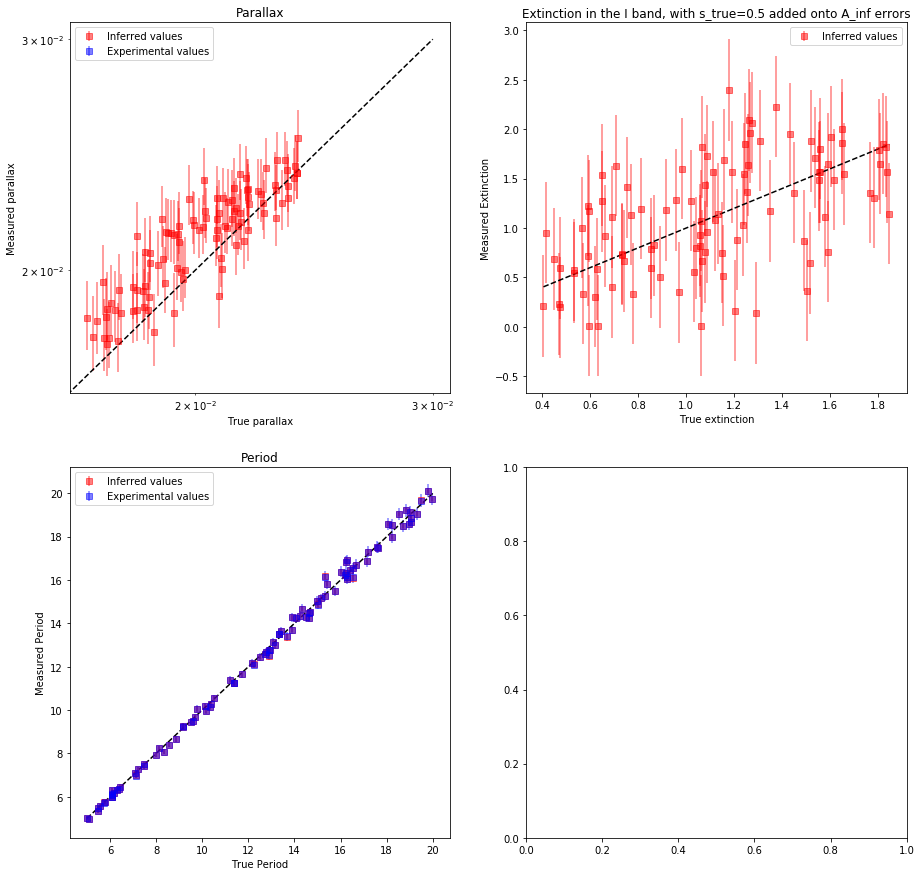 Parallax
Inferred values
Experimental values
3 × 10⁻²
2 × 10⁻²
Measured parallax
2 × 10⁻²
3 × 10⁻²
True parallax
Extinction in the I band, with s_true=0.5 added onto A_inf errors
Inferred values
3.0
2.5
2.0
1.5
1.0
0.5
0.0
−0.5
Measured Extinction
0.4 0.6 0.8 1.0 1.2 1.4 1.6 1.8
True extinction
Period
Inferred values
Experimental values
20
18
16
14
12
10
8
6
Measured Period
6 8 10 12 14 16 18 20
True Period
1.0
0.8
0.6
0.4
0.2
0.0
0.0 0.2 0.4 0.6 0.8 1.0